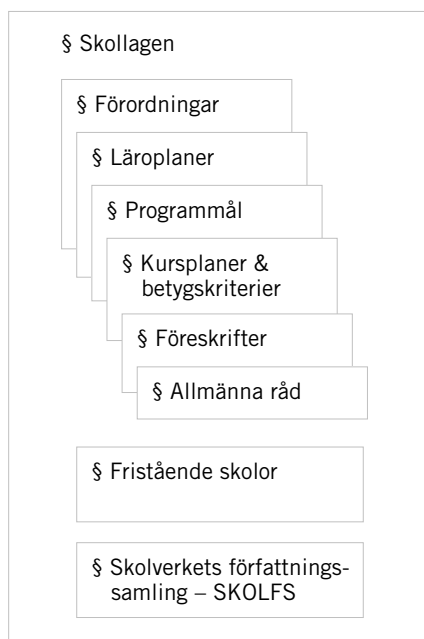 § Skollagen
§ Förordningar
§ Läroplaner
§ Programmål
§ Kursplaner &
betygskriterier
§ Föreskrifter
§ Allmänna råd
§ Fristående skolor
§ Skolverkets författnings-
samling – SKOLFS